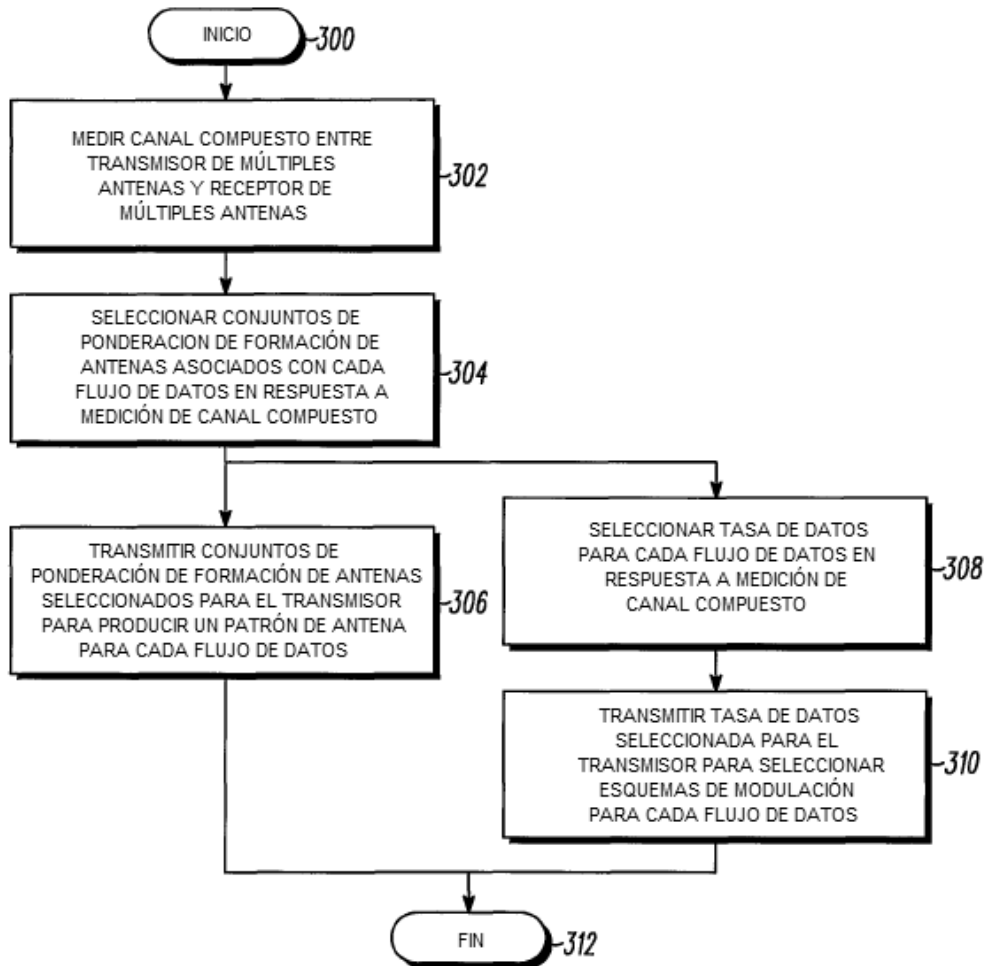 INICIO
300
MEDIR CANAL COMPUESTO ENTRE
TRANSMISOR DE MÚLTIPLES
ANTENAS Y RECEPTOR DE
MÚLTIPLES ANTENAS
302
SELECCIONAR CONJUNTOS DE
PONDERACION DE FORMACIÓN DE
ANTENAS ASOCIADOS CON CADA
FLUJO DE DATOS EN RESPUESTA A
MEDICIÓN DE CANAL COMPUESTO
304
TRANSMITIR CONJUNTOS DE
PONDERACIÓN DE FORMACIÓN DE ANTENAS
SELECCIONADOS PARA EL TRANSMISOR
PARA PRODUCIR UN PATRÓN DE ANTENA
PARA CADA FLUJO DE DATOS
306
SELECCIONAR TASA DE DATOS
PARA CADA FLUJO DE DATOS EN
RESPUESTA A MEDICIÓN DE
CANAL COMPUESTO
308
TRANSMITIR TASA DE DATOS
SELECCIONADA PARA EL
TRANSMISOR PARA SELECCIONAR
ESQUEMAS DE MODULACIÓN
PARA CADA FLUJO DE DATOS
310
FIN
312